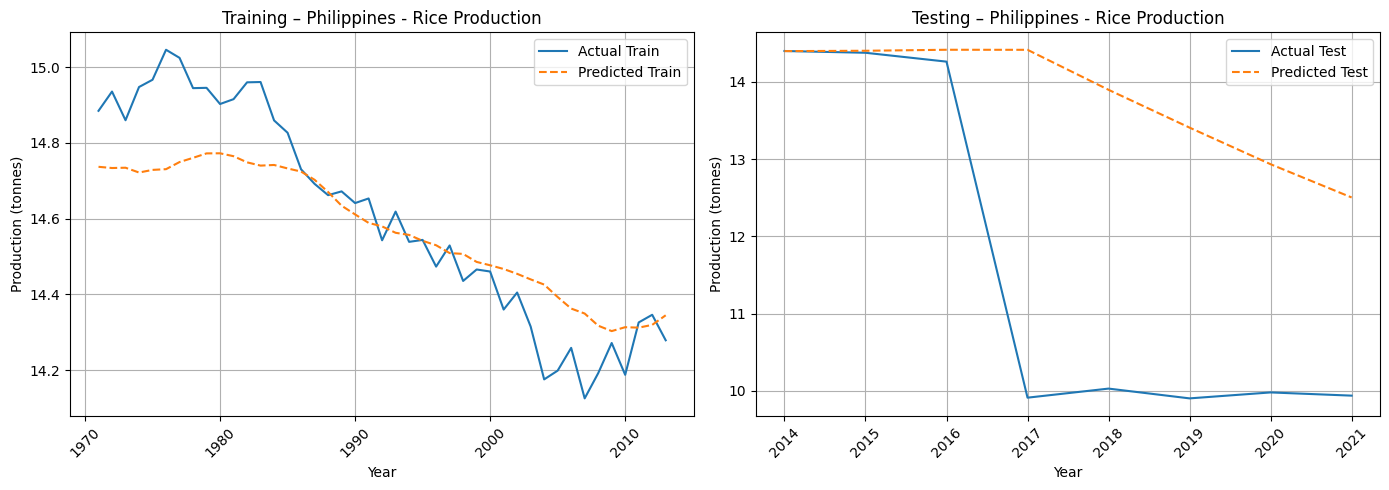 Training – Philippines - Rice Production
Actual Train
Predicted Train
15.0
14.8
14.6
14.4
14.2
Production (tonnes)
1970
1980
1990
2000
2010
Year
Testing – Philippines - Rice Production
Actual Test
Predicted Test
14
13
12
11
10
Production (tonnes)
2014
2015
2016
2017
2018
2019
2020
2021
Year